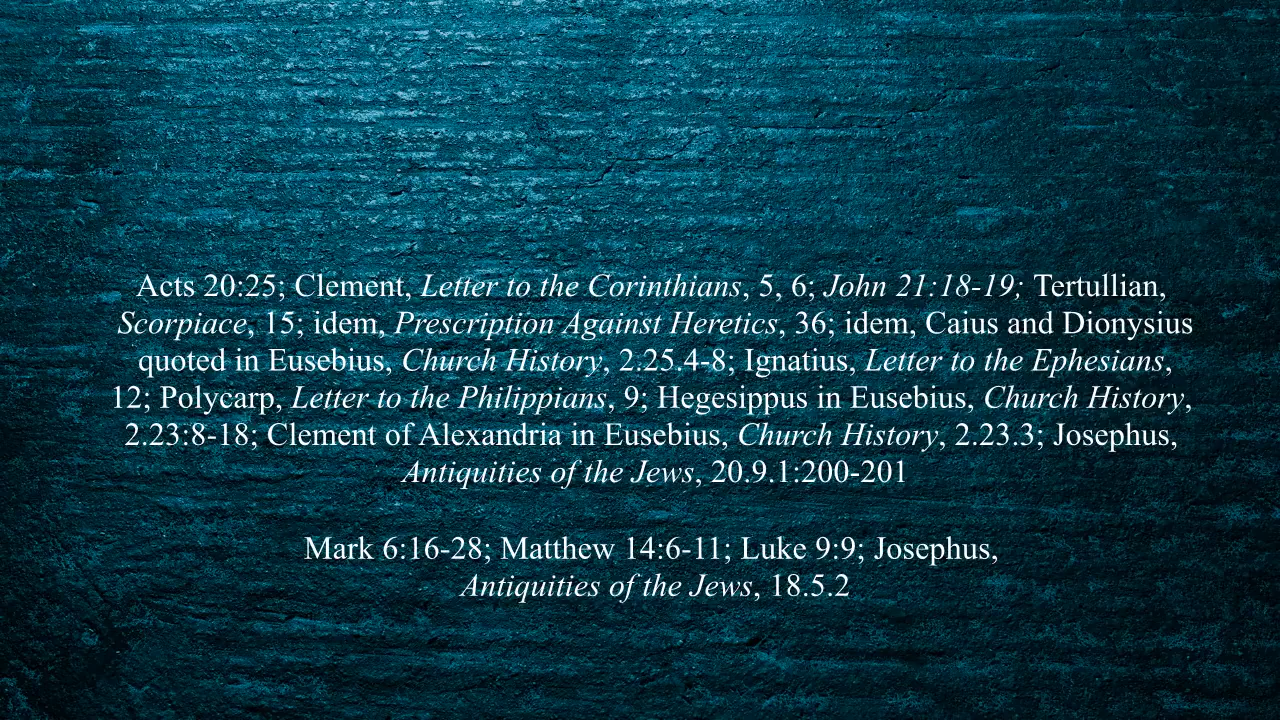 Acts 20:25; Clement, Letter to the Corinthians, 5, 6; John 21:18-19; Tertullian,
Scorpiace, 15; idem, Prescription Against Heretics, 36; idem, Caius and Dionysius
quoted in Eusebius, Church History, 2.25.4-8; Ignatius, Letter to the Ephesians,
12; Polycarp, Letter to the Philippians, 9; Hegesippus in Eusebius, Church History,
2.23:8-18; Clement of Alexandria in Eusebius, Church History, 2.23.3; Josephus,
Antiquities of the Jews, 20.9.1:200-201
Mark 6:16-28; Matthew 14:6-11; Luke 9:9; Josephus,
Antiquities of the Jews, 18.5.2